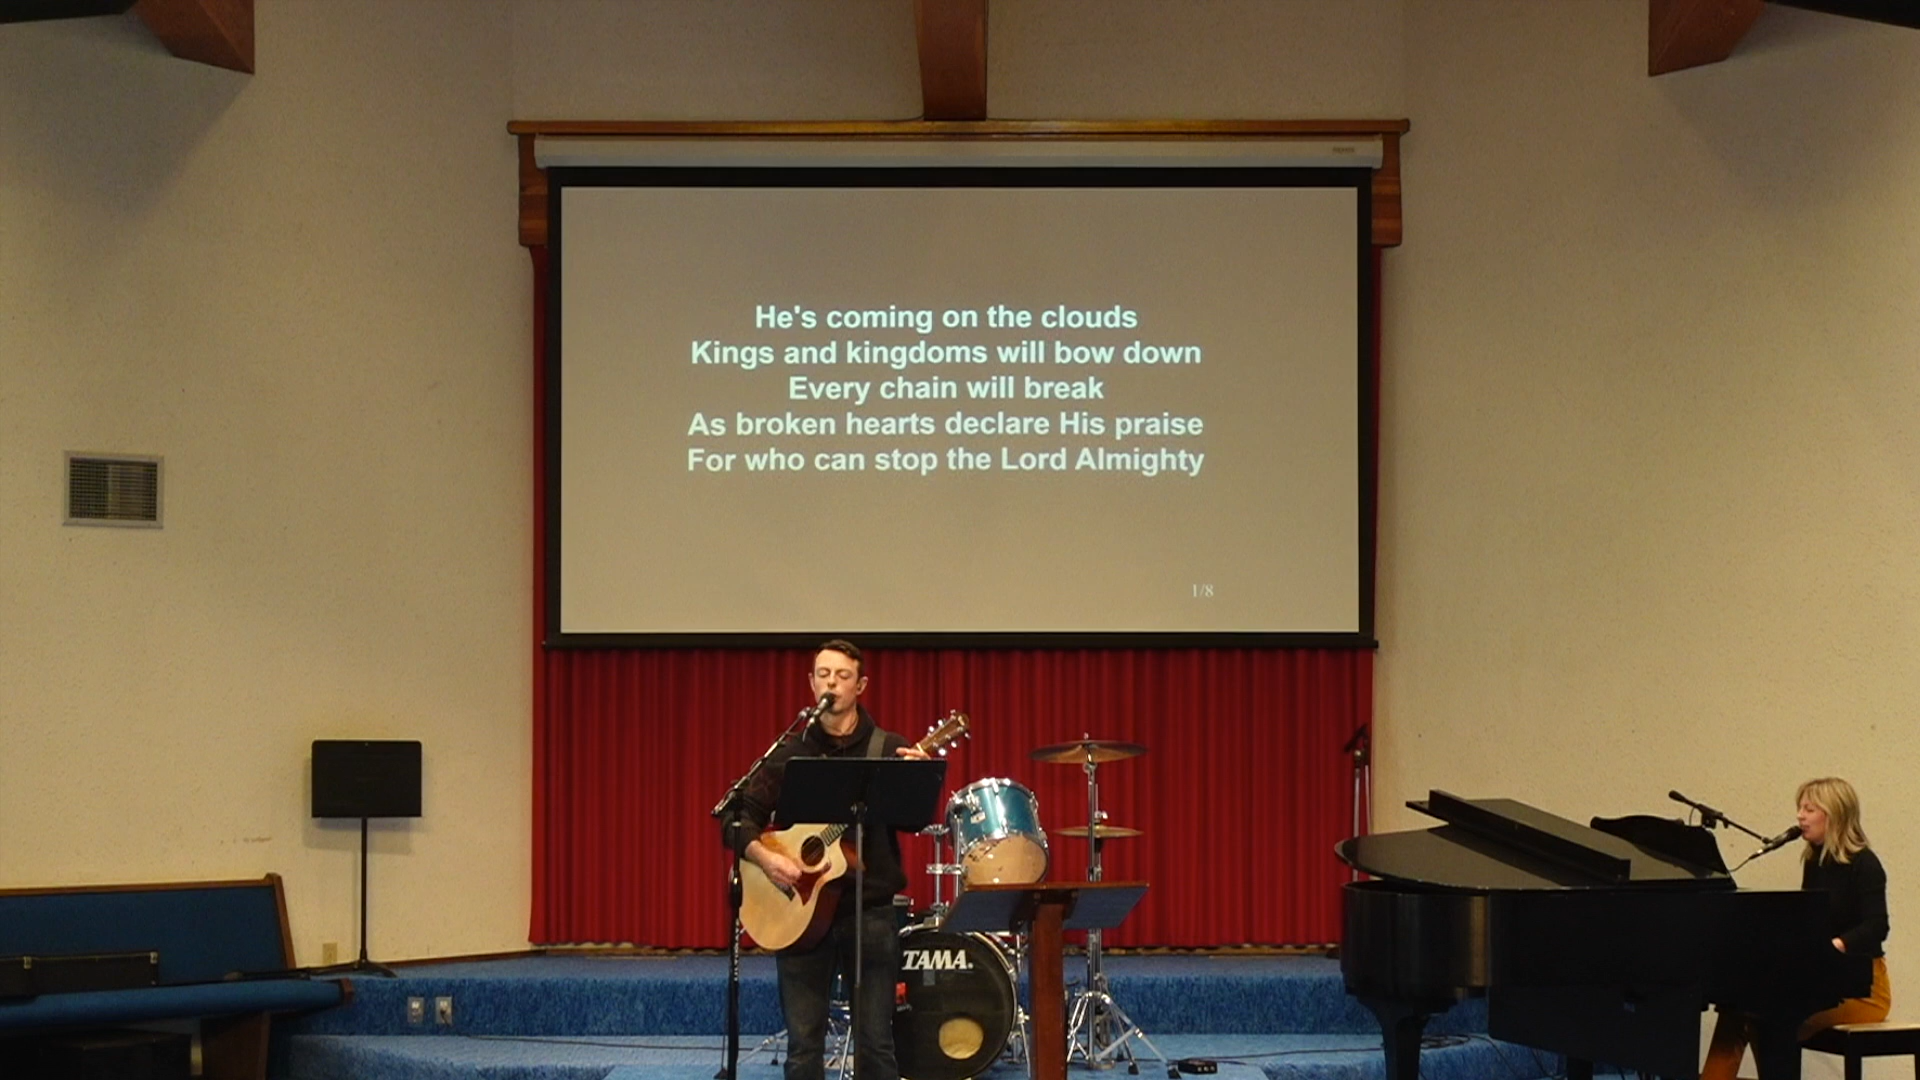 He's coming on the clouds
Kings and kingdoms will bow down
Every chain will break
As broken hearts declare His praise
For who can stop the Lord Almighty
1/8
TAMA